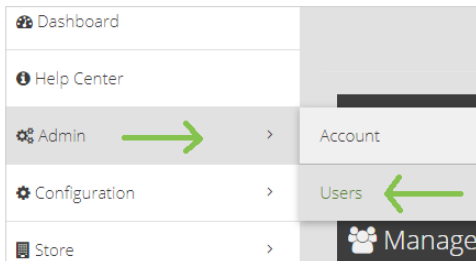 Dashboard
Help Center
Admin
Account
Configuration
Users
Store
Manage